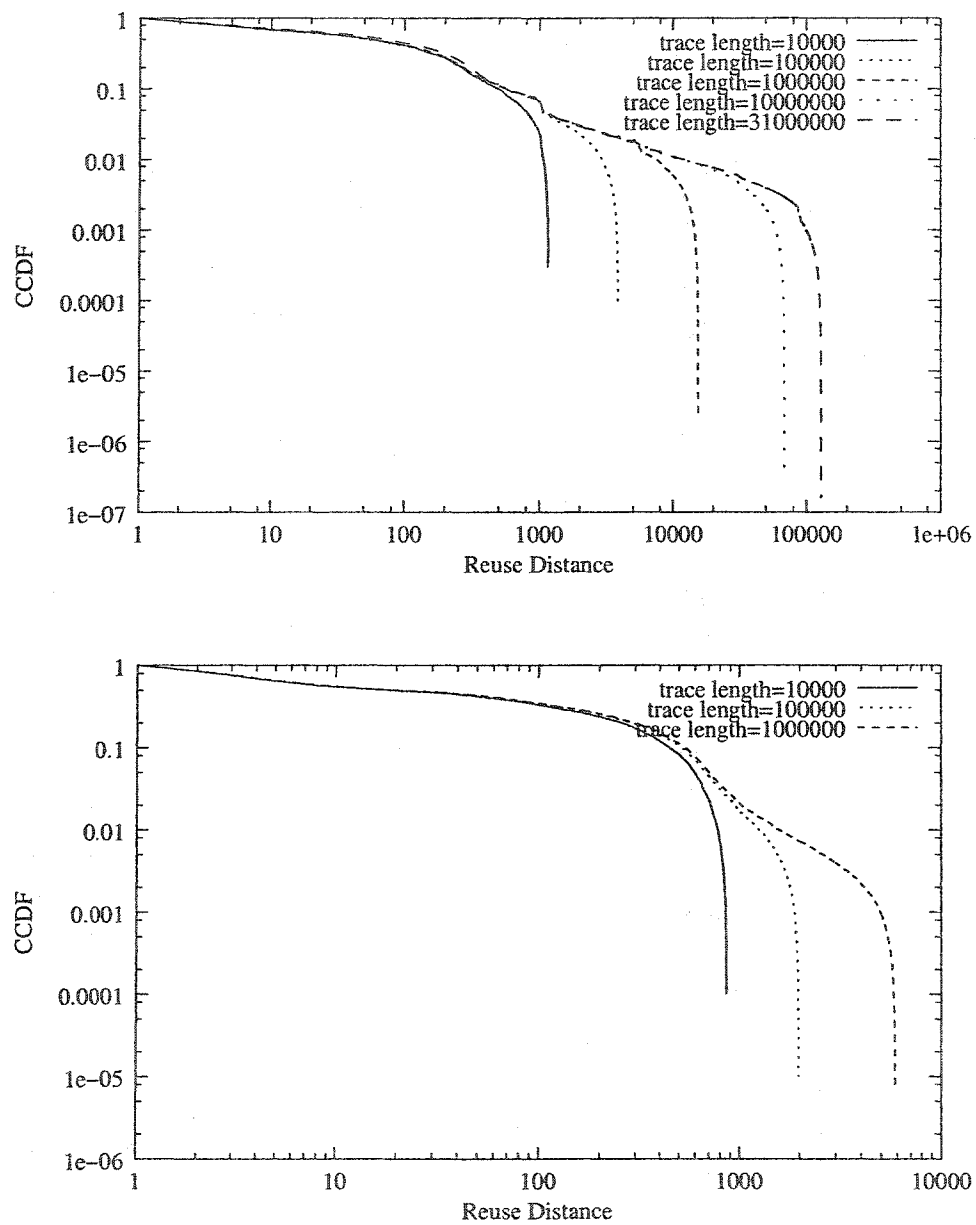 1
0.1
0.01
0.001
0.0001
1e-05
1e-06
1e-07
CCDF
trace length=10000
trace length=100000
trace length=1000000
trace length=10000000
trace length=31000000
1 10 100 1000 10000 100000 1e+06
Reuse Distance
1
0.1
0.01
0.001
0.0001
1e-05
1e-06
CCDF
trace length=10000
trace length=100000
trace length=1000000
1 10 100 1000 10000
Reuse Distance